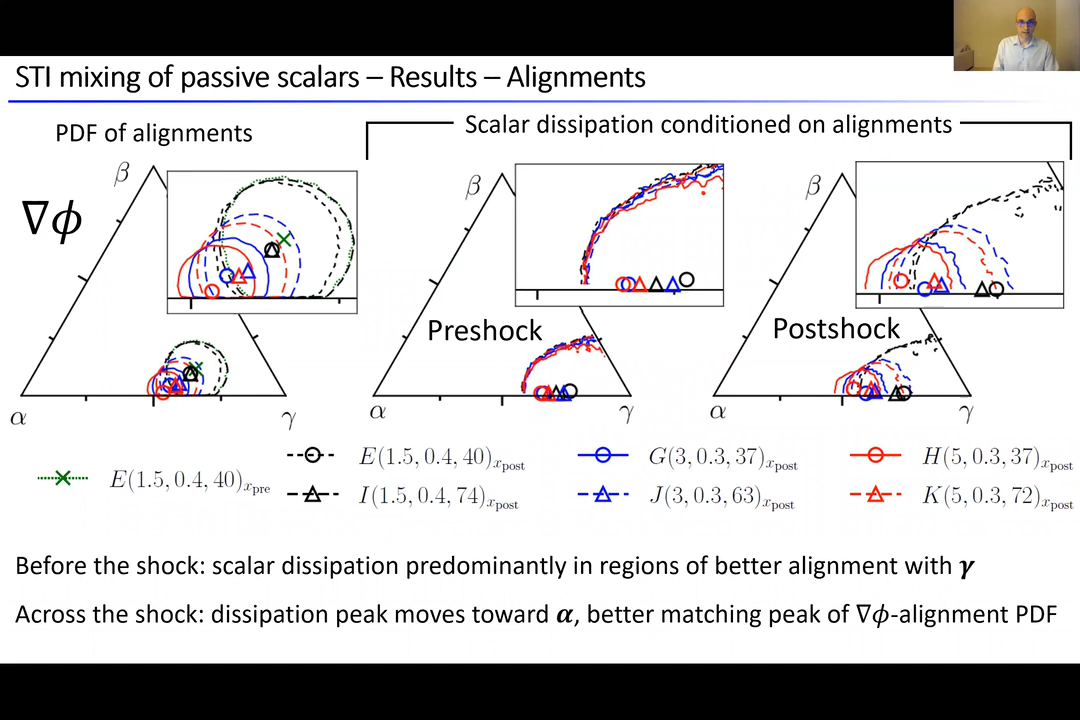 STI mixing of passive scalars – Results – Alignments
PDF of alignments
Scalar dissipation conditioned on alignments
∇ϕ
β
α
γ
β
Preshock
α
γ
β
Postshock
α
γ
E(1.5, 0.4, 40)xpre
E(1.5, 0.4, 40)xpost
G(3, 0.3, 37)xpost
H(5, 0.3, 37)xpost
I(1.5, 0.4, 74)xpost
J(3, 0.3, 63)xpost
K(5, 0.3, 72)xpost
Before the shock: scalar dissipation predominantly in regions of better alignment with γ
Across the shock: dissipation peak moves toward α, better matching peak of ∇ϕ-alignment PDF